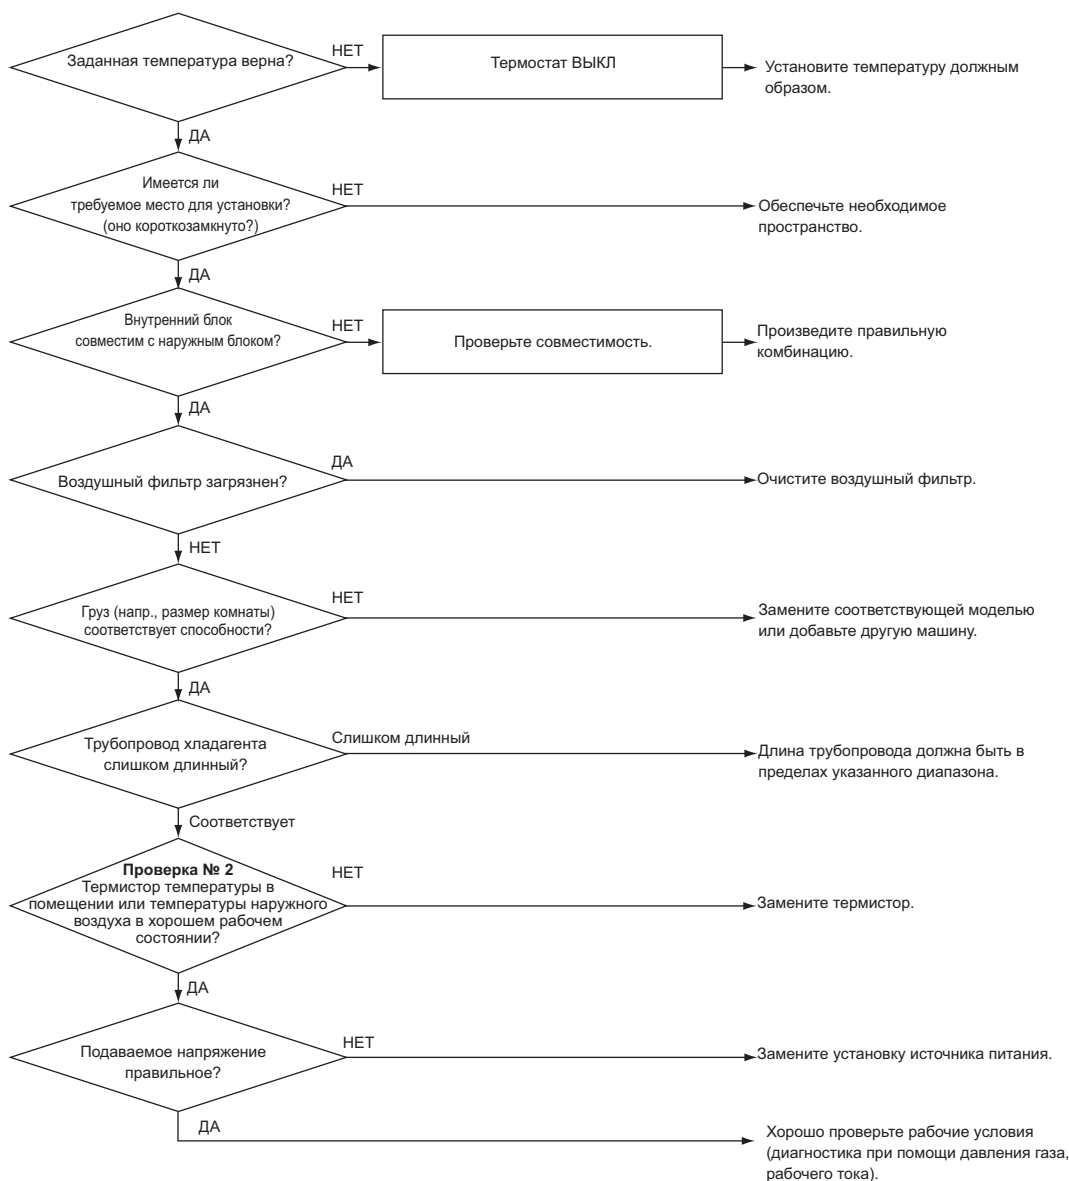 Заданная температура верна?
НЕТ
Термостат ВЫКЛ
Установите температуру должным
образом.
ДА
Имеется ли
требуемое место для установки?
(оно короткозамкнуто?)
НЕТ
Обеспечьте необходимое
пространство.
ДА
Внутренний блок
совместим с наружным блоком?
НЕТ
Проверьте совместимость.
Произведите правильную
комбинацию.
ДА
Воздушный фильтр загрязнен?
ДА
Очистите воздушный фильтр.
НЕТ
Груз (напр., размер комнаты)
соответствует способности?
НЕТ
Замените соответствующей моделью
или добавьте другую машину.
ДА
Трубопровод хладагента
слишком длинный?
Слишком длинный
Длина трубопровода должна быть в
пределах указанного диапазона.
Соответствует
Проверка № 2
Термистор температуры в
помещении или температуры наружного
воздуха в хорошем рабочем
состоянии?
НЕТ
Замените термистор.
ДА
Подаваемое напряжение
правильное?
НЕТ
Замените установку источника питания.
ДА
Хорошо проверьте рабочие условия
(диагностика при помощи давления газа,
рабочего тока).